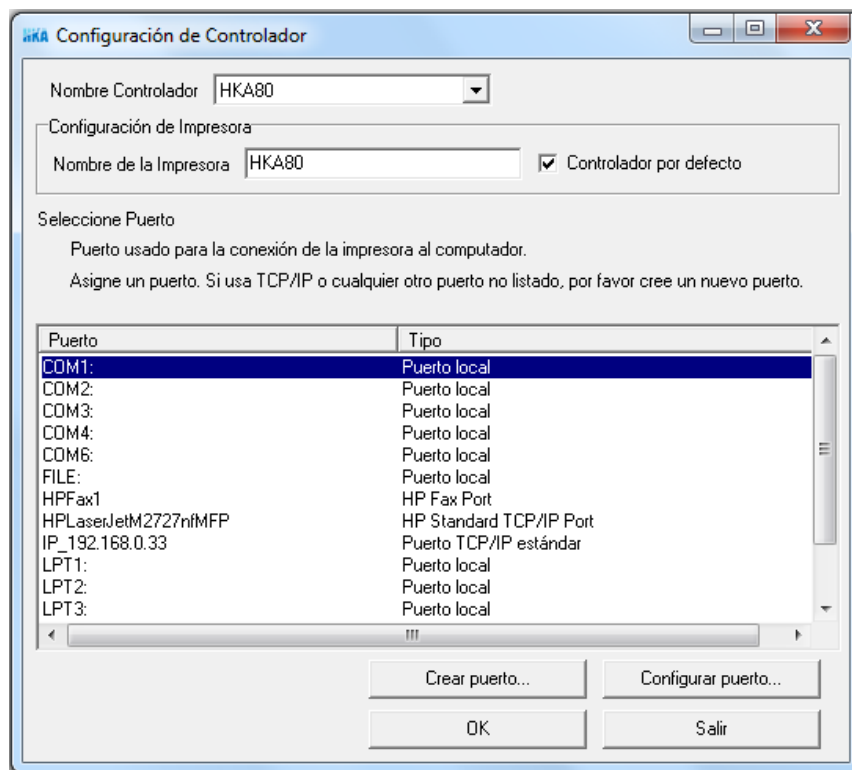 HKA Configuración de Controlador
Nombre Controlador HKA80
Configuración de Impresora
Nombre de la Impresora HKA80 Controlador por defecto
Seleccione Puerto
Puerto usado para la conexión de la impresora al computador.
Asigne un puerto. Si usa TCP/IP o cualquier otro puerto no listado, por favor cree un nuevo puerto.
Puerto Tipo
COM1: Puerto local
COM2: Puerto local
COM3: Puerto local
COM4: Puerto local
COM6: Puerto local
FILE: Puerto local
HPFax1 HP Fax Port
HPLaserJetM2727nfMFP HP Standard TCP/IP Port
IP_192.168.0.33 Puerto TCP/IP estándar
LPT1: Puerto local
LPT2: Puerto local
LPT3: Puerto local
Crear puerto... Configurar puerto...
OK Salir